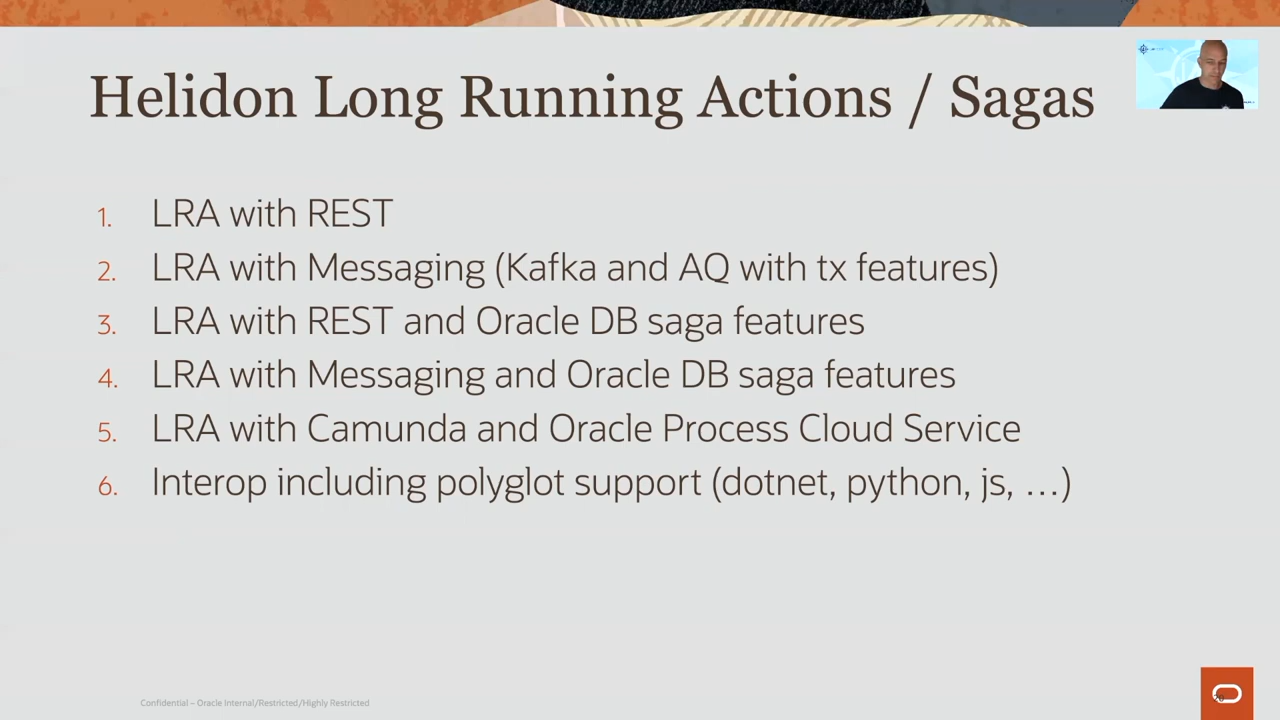 Helidon Long Running Actions / Sagas
1. LRA with REST
2. LRA with Messaging (Kafka and AQ with tx features)
3. LRA with REST and Oracle DB saga features
4. LRA with Messaging and Oracle DB saga features
5. LRA with Camunda and Oracle Process Cloud Service
6. Interop including polyglot support (dotnet, python, js, …)
Confidential – Oracle Internal/Restricted/Highly Restricted